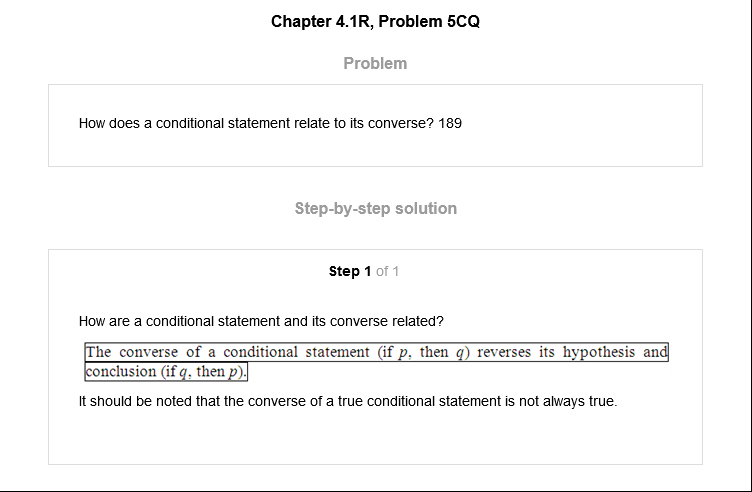 Chapter 4.1R, Problem 5CQ
Problem
How does a conditional statement relate to its converse? 189
Step-by-step solution
Step 1 of 1
How are a conditional statement and its converse related?
The converse of a conditional statement (if p, then q) reverses its hypothesis and
conclusion (if q, then p).
It should be noted that the converse of a true conditional statement is not always true.